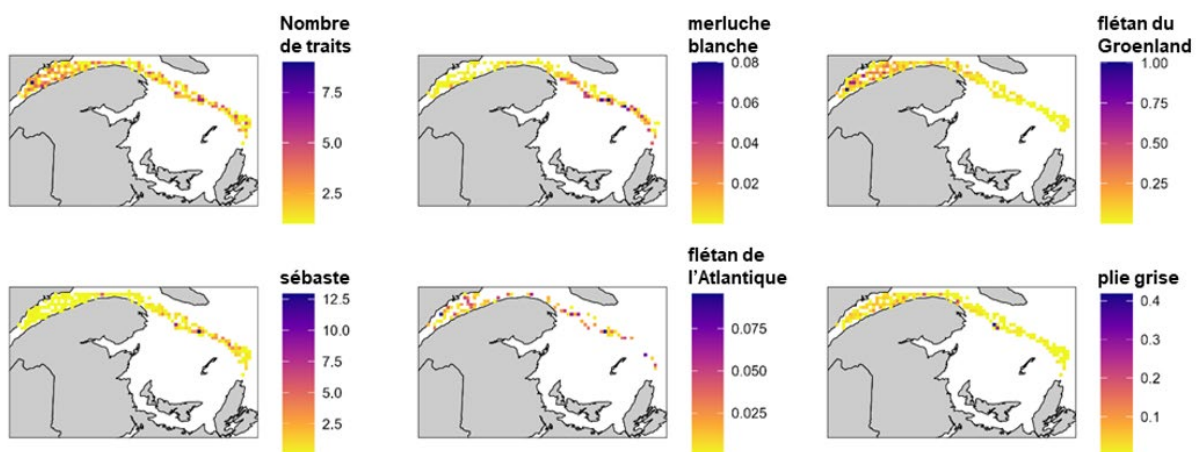 Nombre
de traits
7.5
5.0
2.5
merluche
blanche
0.08
0.06
0.04
0.02
flétan du
Groenland
1.00
0.75
0.50
0.25
sébaste
12.5
10.0
7.5
5.0
2.5
flétan de
l'Atlantique
0.075
0.050
0.025
plie grise
0.4
0.3
0.2
0.1